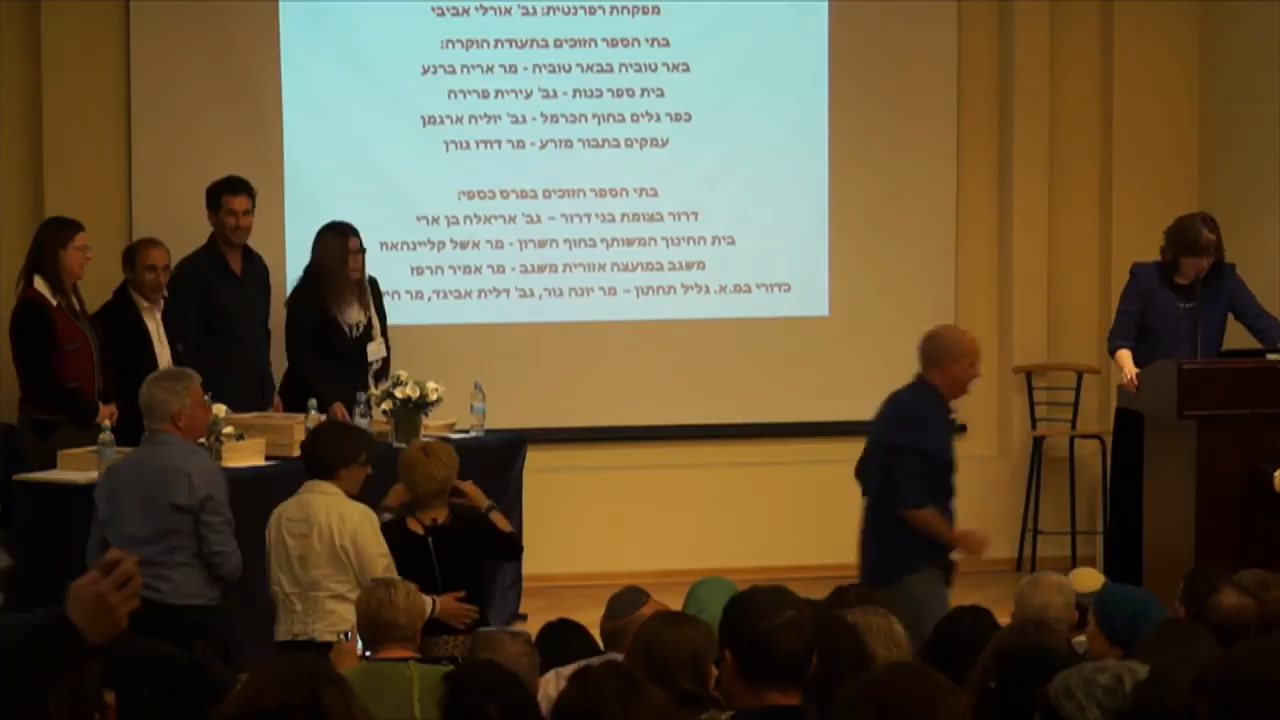 מפקחת רפרנטית: גב' אורלי אביבי
בתי הספר הזוכים בתעודת הוקרה:
באר טוביה בבאר טוביה - מר אריה ברנע
בית ספר כנות - גב' עירית פרירה
כפר גלים בחוף הכרמל - גב' יוליה ארגמן
עמקים בתבור מזרע - מר דודו גורן
בתי הספר הזוכים בפרס כספי:
דרור בצומת בני דרור – גב' אריאלה בן ארי
בית החינוך המשותף בחוף השרון - מר אשל קליינהאוז
משגב במועצה אזורית משגב - מר אמיר חרפז
כדורי במ.א. גליל תחתון – מר יונה גור, גב' דלית אביגד, מר